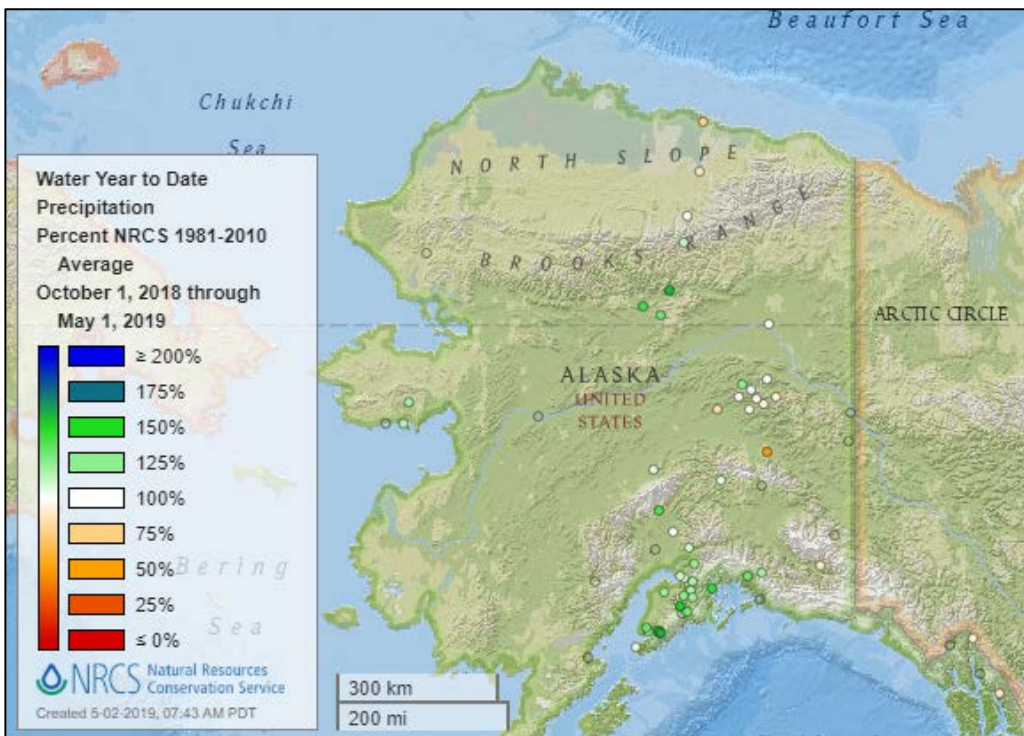 Beaufort Sea
Chukchi
Sea
NORTH SLOPE
BROOKS RANGE
ARCTIC CIRCLE
ALASKA
UNITED
STATES
Bering
Sea
Water Year to Date
Precipitation
Percent NRCS 1981-2010
Average
October 1, 2018 through
May 1, 2019
≥ 200%
175%
150%
125%
100%
75%
50%
25%
≤ 0%
NRCS Natural Resources
Conservation Service
Created 5-02-2019, 07:43 AM PDT
300 km
200 mi